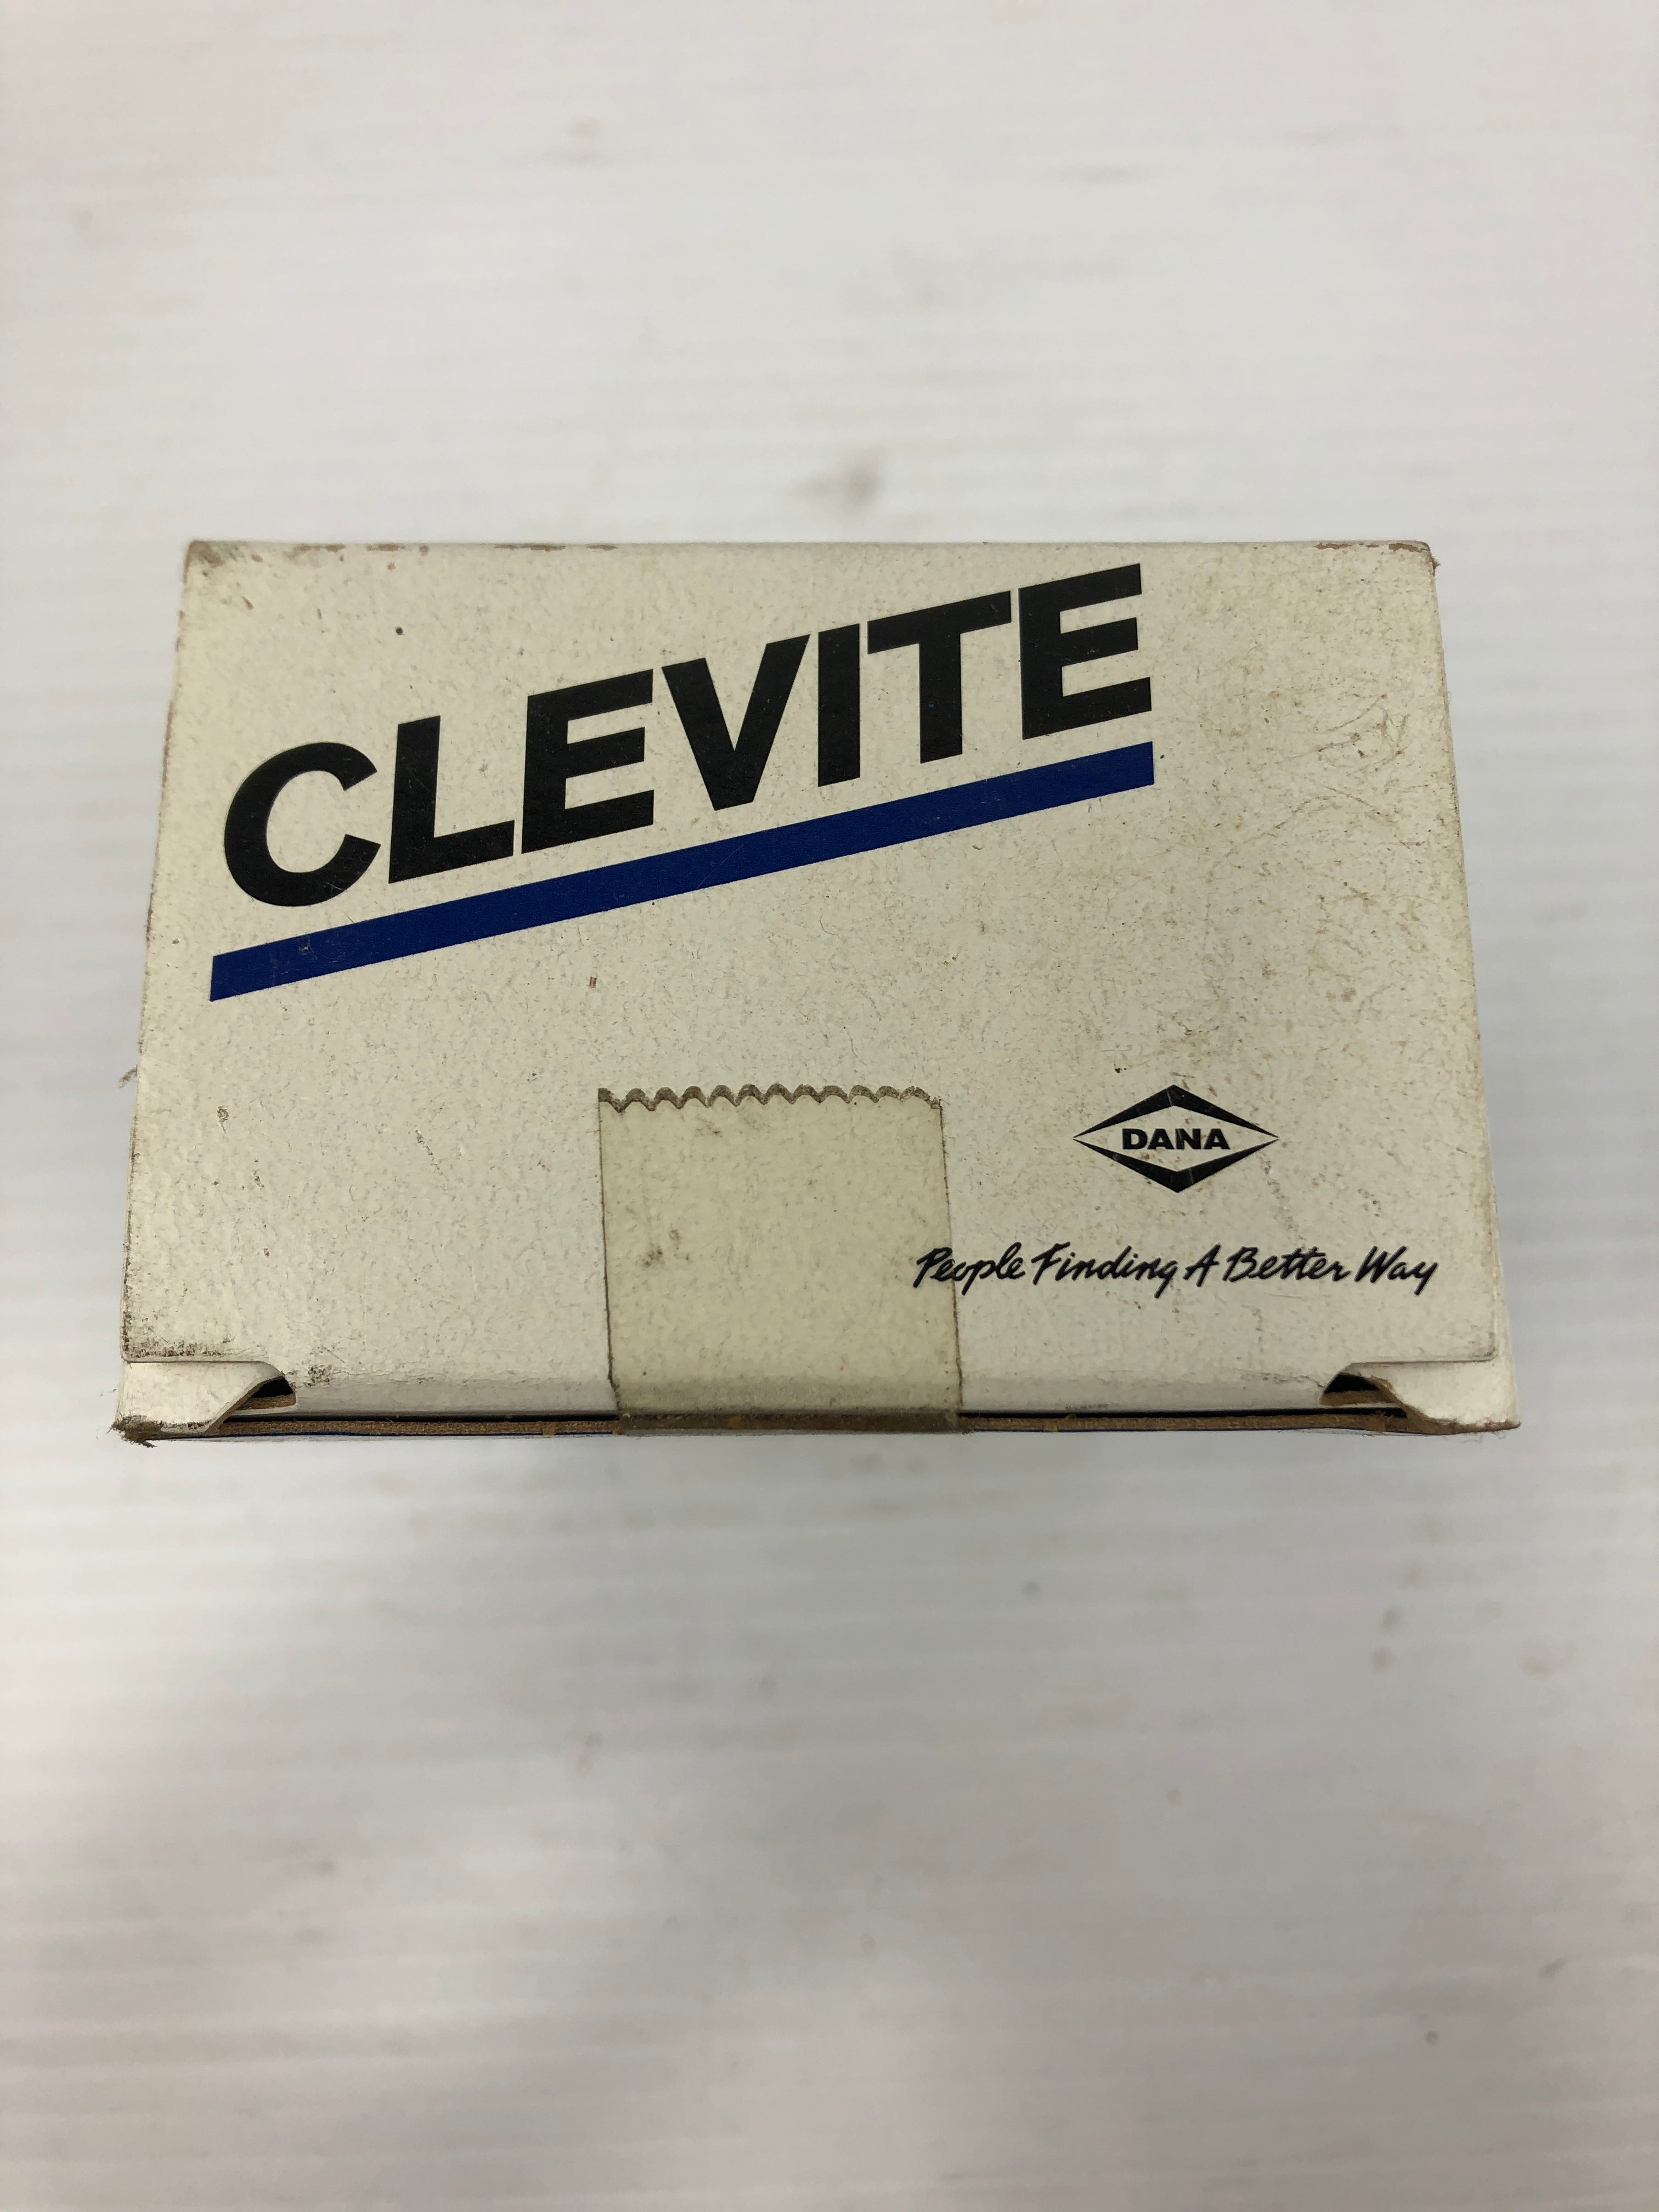 CLEVITE
DANA
People Finding A Better Way